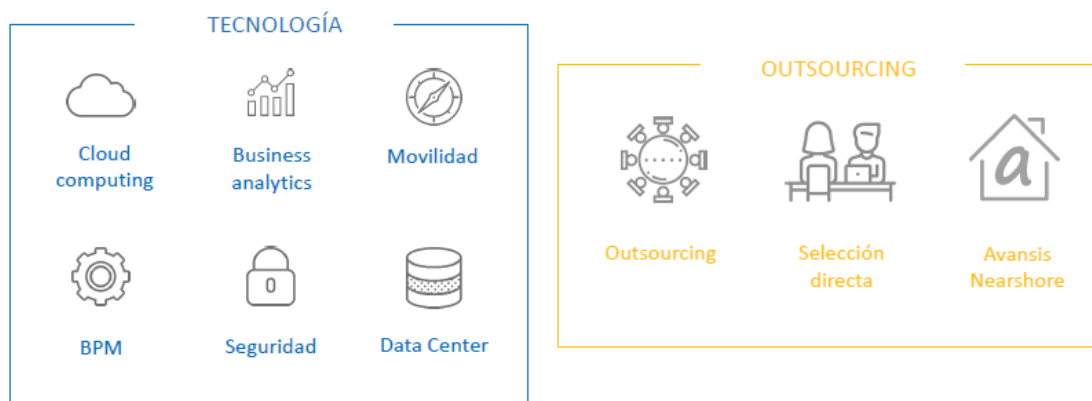 TECNOLOGÍA
Cloud
computing
Business
analytics
Movilidad
BPM
Seguridad
Data Center
OUTSOURCING
a
Outsourcing
Selección
directa
Avansis
Nearshore